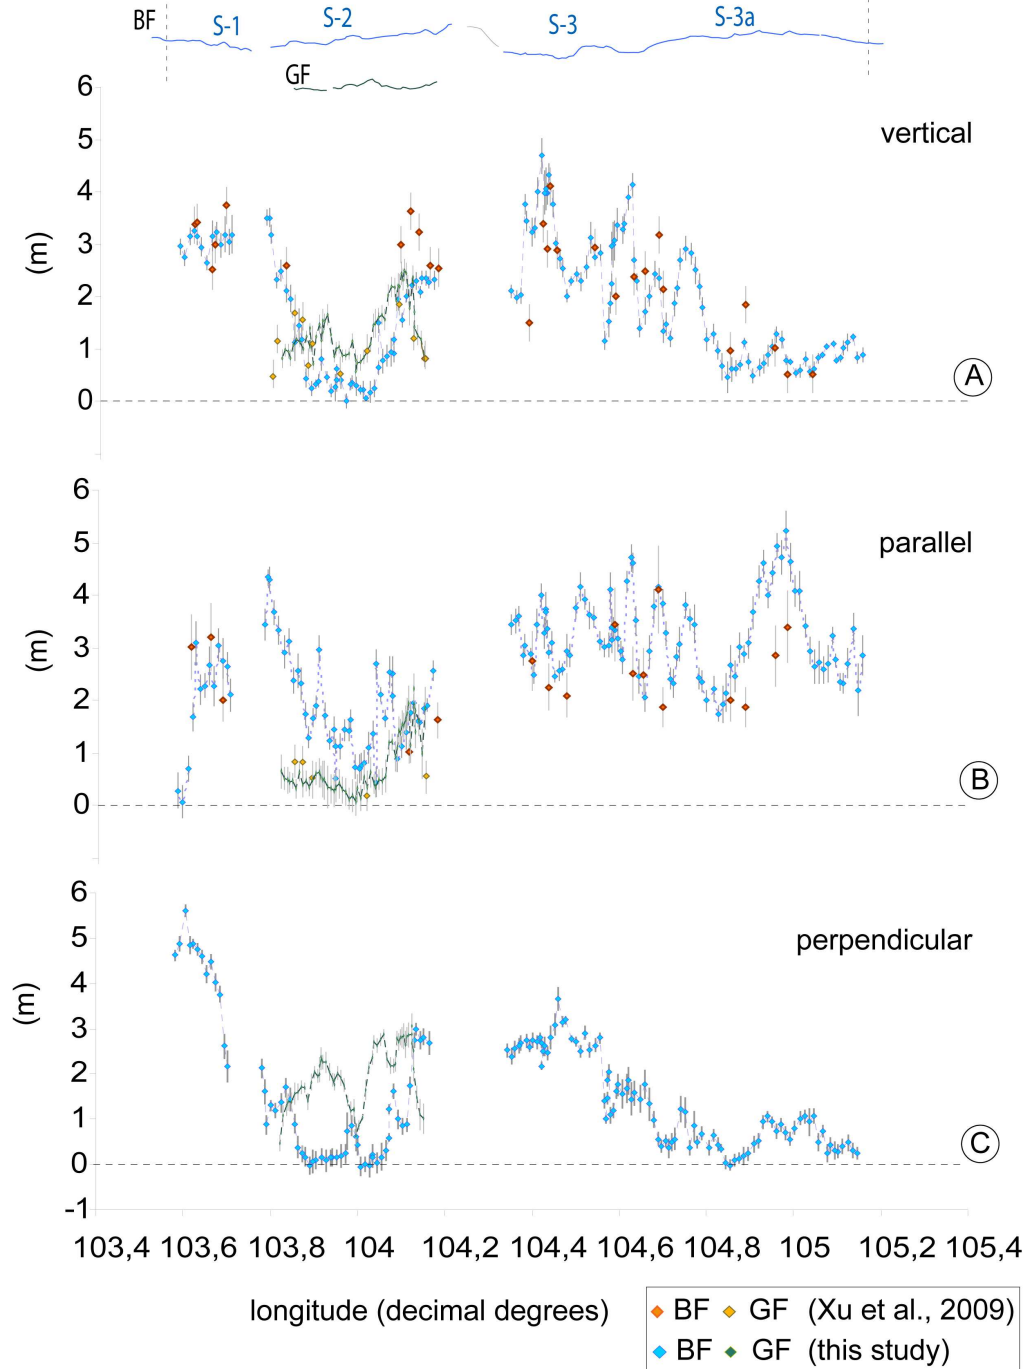 BF S-1 S-2 S-3 S-3a
GF
6
vertical
5
4
3
(m)
2
1
A
0
6
parallel
5
4
3
(m)
2
1
B
0
6
perpendicular
5
4
3
(m)
2
1
C
0
-1
103,4 103,6 103,8 104 104,2 104,4 104,6 104,8 105 105,2 105,4
longitude (decimal degrees)
BF GF (Xu et al., 2009)
BF GF (this study)